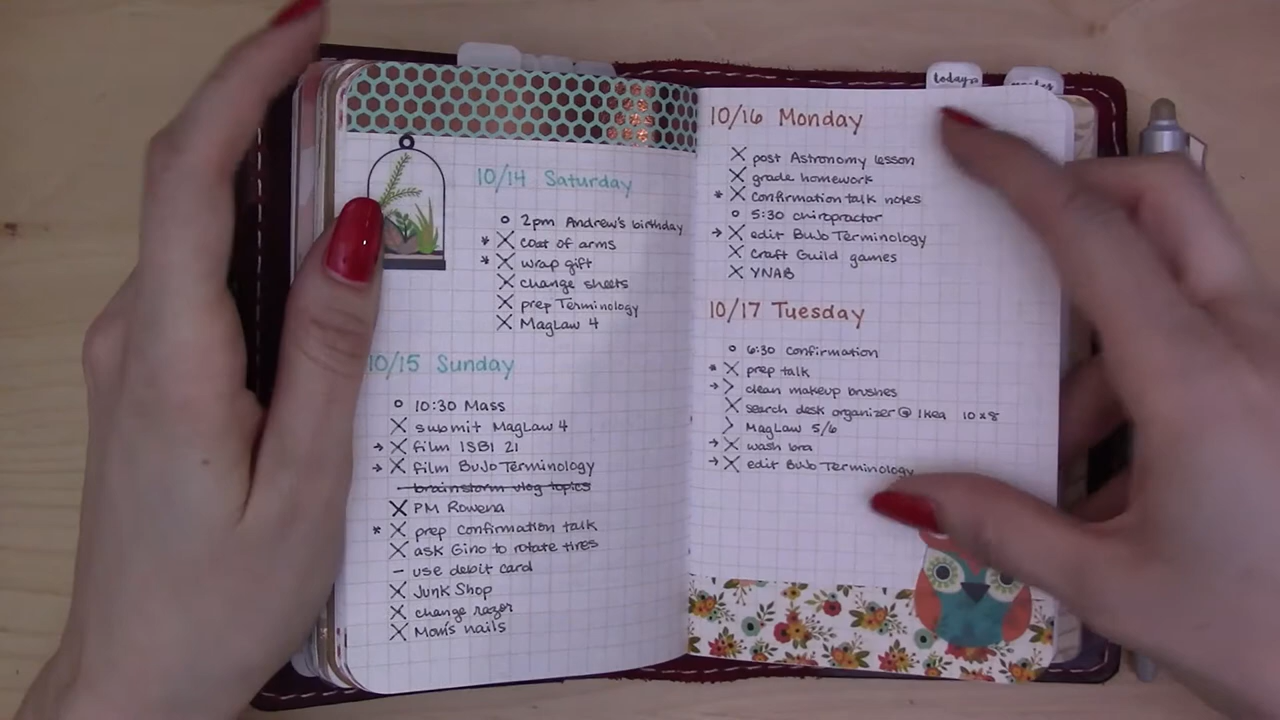 today
10/14 Saturday
o 2pm Andrew's birthday
* X coat of arms
* X wrap gift
X change sheets
X prep Terminology
X MagLaw 4
10/15 Sunday
o 10:30 Mass
X submit MagLaw 4
→ X film ISBI 21
→ X film BuJo Terminology
- brainstorm vlog topics
X PM Rowena
* X prep confirmation talk
X ask Gino to rotate tires
- use debit card
X Junk Shop
X change razor
X Mom's nails
10/16 Monday
X post Astronomy lesson
X grade homework
* X confirmation talk notes
o 5:30 chiropractor
→ X edit BuJo Terminology
X Craft Guild games
X YNAB
10/17 Tuesday
o 6:30 confirmation
* X prep talk
→ > clean makeup brushes
X search desk organizer @ Ikea 10x8
> MagLaw 5/6
→ X wash bra
→ X edit BuJo Terminology